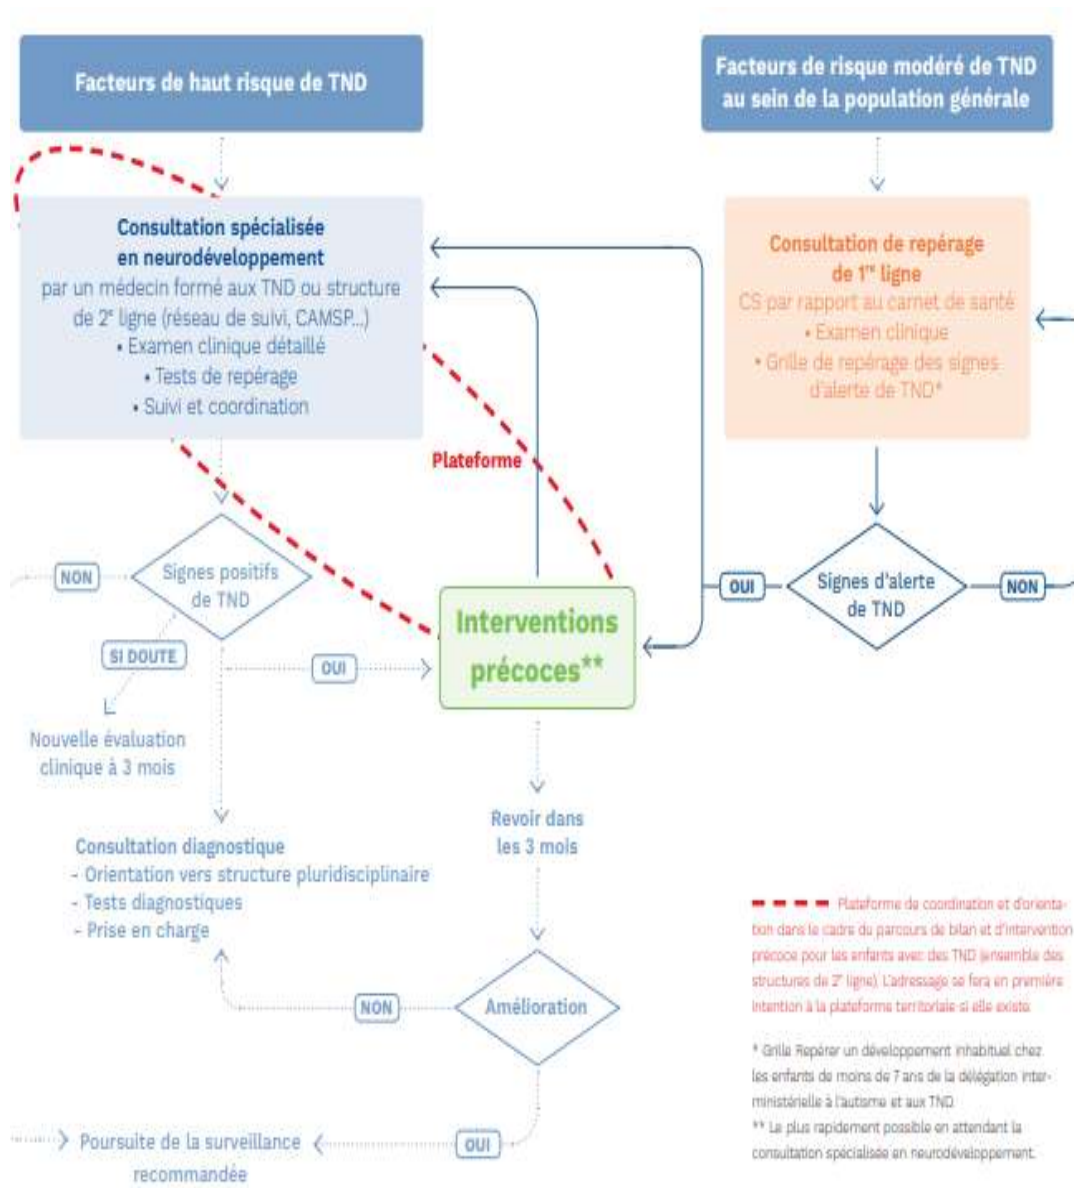 Facteurs de haut risque de TND
Facteurs de risque modéré de TND
au sein de la population générale
Consultation spécialisée
en neurodéveloppement
par un médecin formé aux TND ou structure
de 2e ligne (réseau de suivi, CAMSP...)
• Examen clinique détaillé
• Tests de repérage
• Suivi et coordination
Consultation de repérage
de 1re ligne
CS par rapport au carnet de santé
• Examen clinique
• Grille de repérage des signes
d'alerte de TND*
Plateforme
Signes positifs
de TND
NON
SI DOUTE
OUI
Nouvelle évaluation
clinique à 3 mois
Interventions
précoces**
OUI
Signes d'alerte
de TND
NON
Consultation diagnostique
- Orientation vers structure pluridisciplinaire
- Tests diagnostiques
- Prise en charge
Revoir dans
les 3 mois
NON
Amélioration
OUI
Poursuite de la surveillance
recommandée
Plateforme de coordination et d'orienta-
tion dans le cadre du parcours de bilan et d'intervention
précoce pour les enfants avec des TND (ensemble des
structures de 2e ligne). L'adressage se fera en première
intention à la plateforme territoriale si elle existe.
* Grille Repérer un développement inhabituel chez
les enfants de moins de 7 ans de la délégation inter-
ministérielle à l'autisme et aux TND.
** Le plus rapidement possible en attendant la
consultation spécialisée en neurodéveloppement.